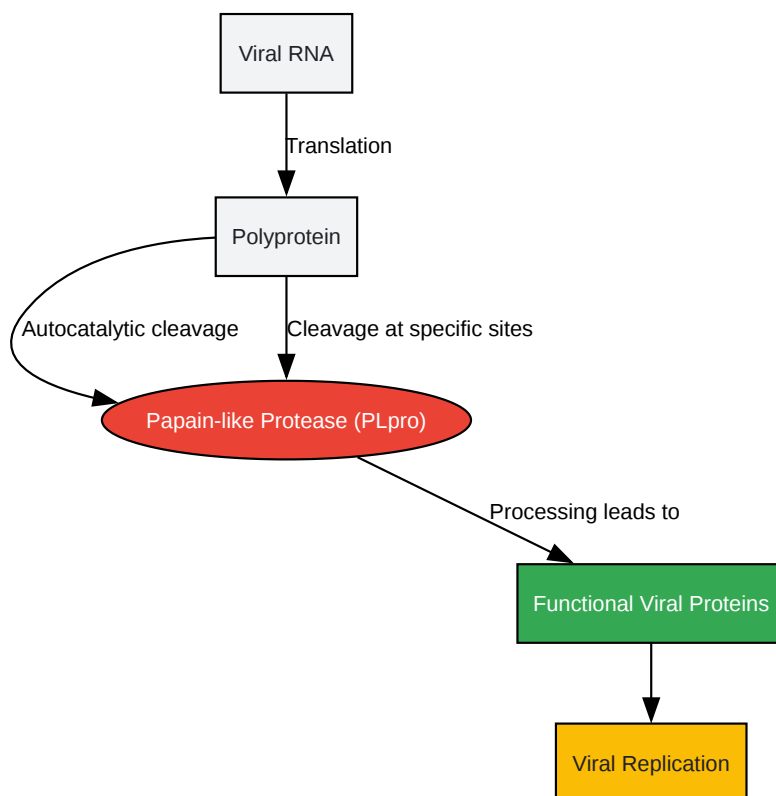 Viral RNA
Translation
Polyprotein
Autocatalytic cleavage
Cleavage at specific sites
Papain-like Protease (PLpro)
Processing leads to
Functional Viral Proteins
Viral Replication